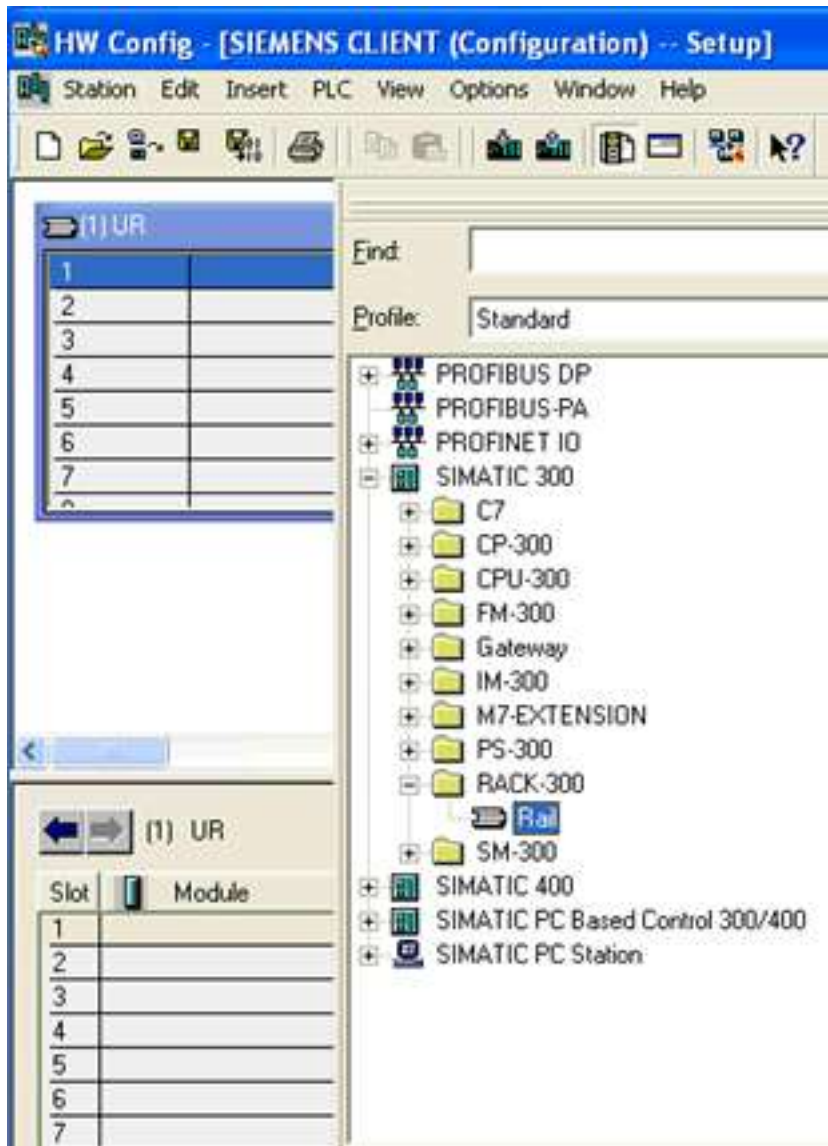 HW Config - [SIEMENS CLIENT (Configuration) -- Setup]
Station Edit Insert PLC View Options Window Help
(1) UR
1
2
3
4
5
6
7
Find:
Profile: Standard
PROFIBUS DP
PROFIBUS-PA
PROFINET IO
SIMATIC 300
C7
CP-300
CPU-300
FM-300
Gateway
IM-300
M7-EXTENSION
PS-300
RACK-300
Rail
SM-300
SIMATIC 400
SIMATIC PC Based Control 300/400
SIMATIC PC Station
(1) UR
Slot Module
1
2
3
4
5
6
7